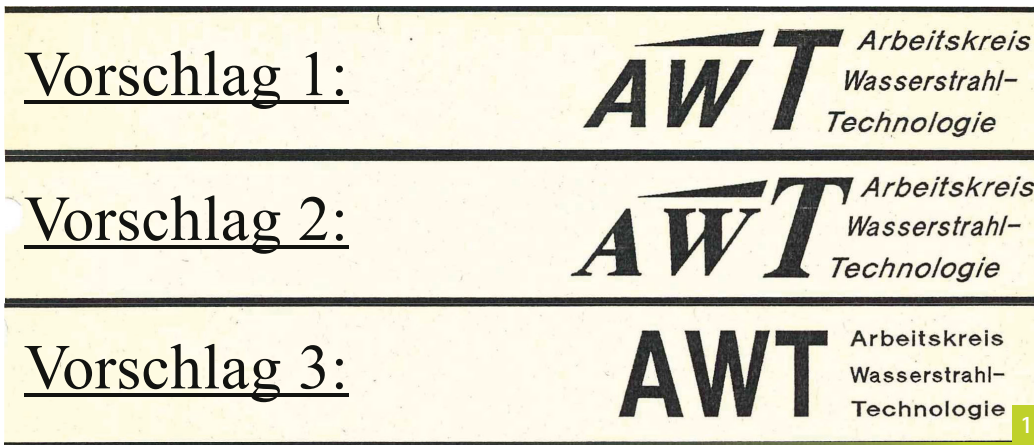 Vorschlag 1:
AWT
Arbeitskreis
Wasserstrahl-
Technologie
Vorschlag 2:
AWT
Arbeitskreis
Wasserstrahl-
Technologie
Vorschlag 3:
AWT
Arbeitskreis
Wasserstrahl-
Technologie
1